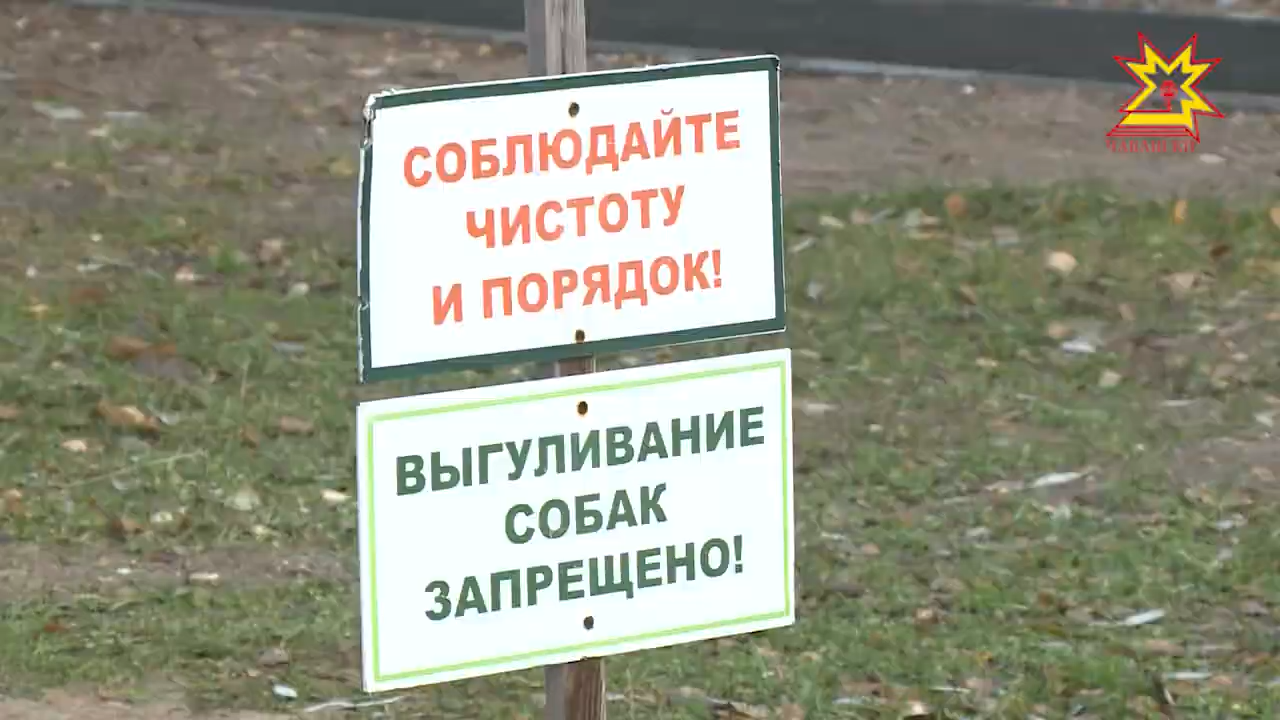 СОБЛЮДАЙТЕ
ЧИСТОТУ
И ПОРЯДОК!
ВЫГУЛИВАНИЕ
СОБАК
ЗАПРЕЩЕНО!